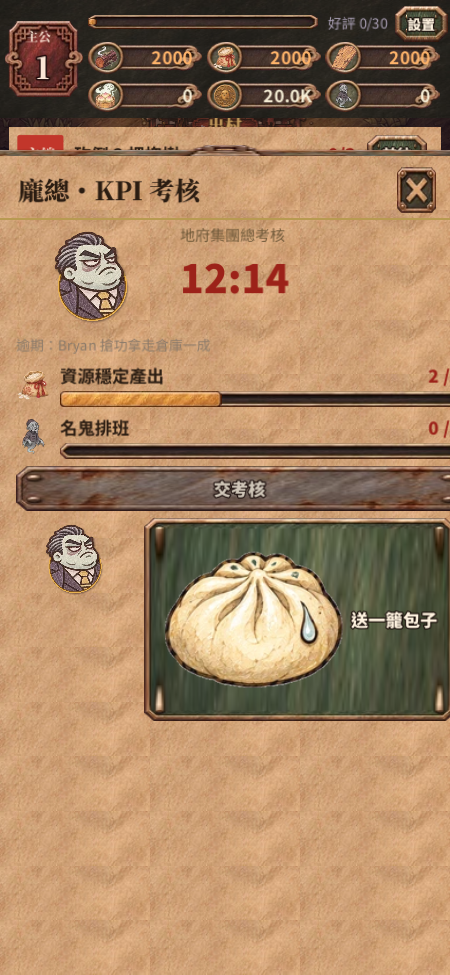 主公
1
好評 0/30
設置
2000
2000
2000
0
20.0K
0
龐總・KPI 考核
地府集團總考核
12:14
逾期：Bryan 搶功拿走倉庫一成
資源穩定產出
2 /
名鬼排班
0 /
交考核
送一籠包子